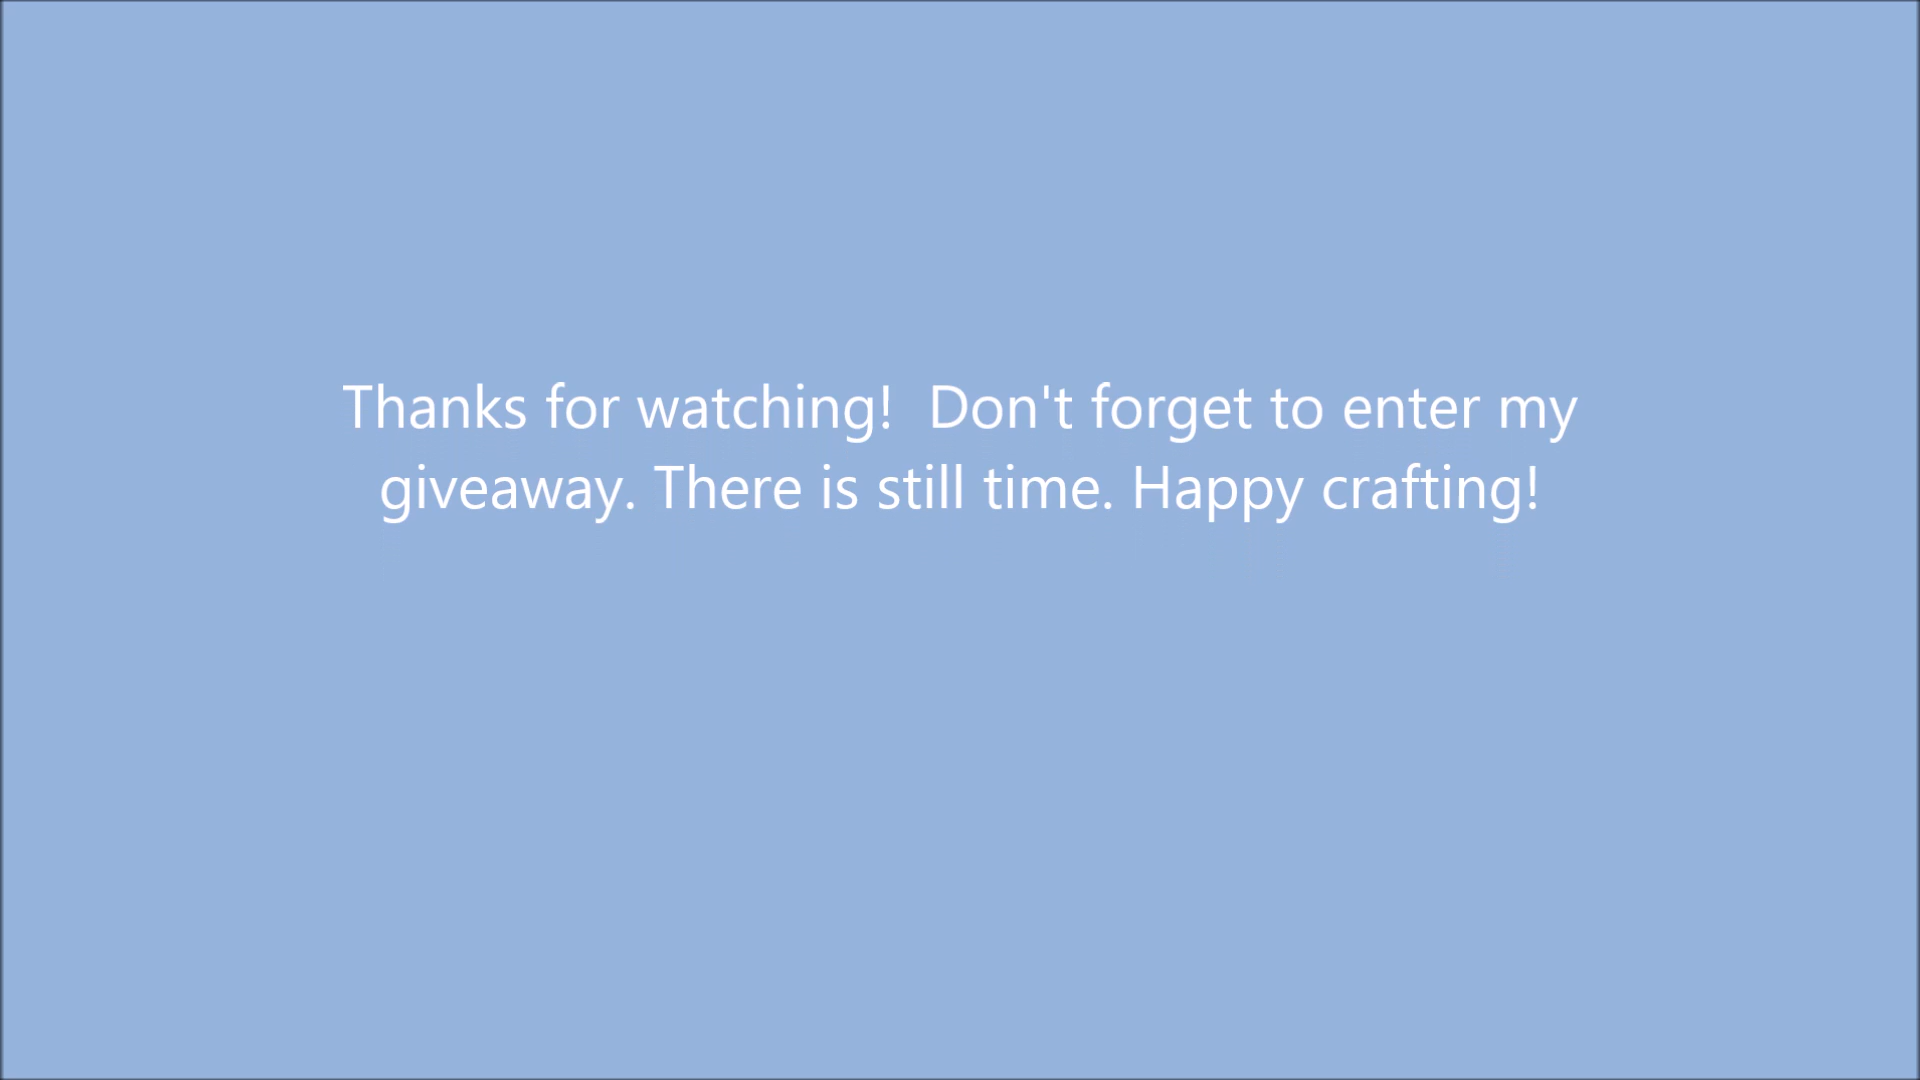 Thanks for watching!  Don't forget to enter my
giveaway. There is still time. Happy crafting!